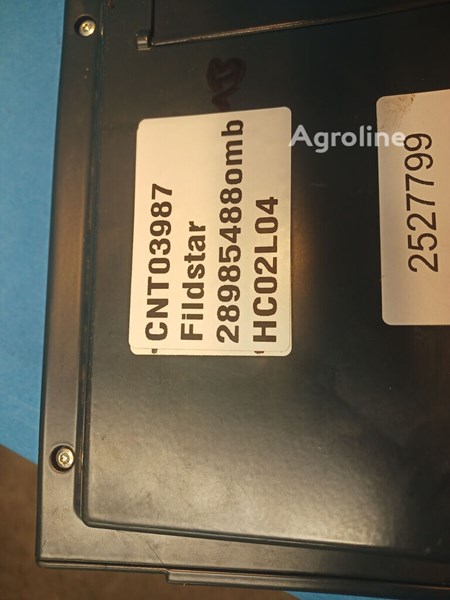 CNT03987
Fildstar
28985488omb
HC02L04
2527799
Agroline